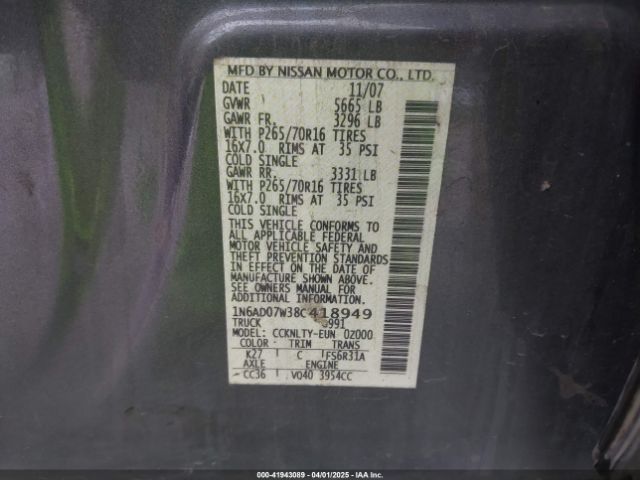 MFD BY NISSAN MOTOR CO., LTD.
DATE 11/07
GVWR 5665 LB
GAWR FR. 3296 LB
WITH P265/70R16 TIRES
16X7.0 RIMS AT 35 PSI
COLD SINGLE
GAWR RR. 3331 LB
WITH P265/70R16 TIRES
16X7.0 RIMS AT 35 PSI
COLD SINGLE
THIS VEHICLE CONFORMS TO
ALL APPLICABLE FEDERAL
MOTOR VEHICLE SAFETY AND
THEFT PREVENTION STANDARDS
IN EFFECT ON THE DATE OF
MANUFACTURE SHOWN ABOVE.
SEE OWNERS MANUAL FOR
ADDITIONAL INFORMATION
1N6AD07W38C418949
TRUCK
MODEL: CCKNLTY-EUN 02000
COLOR TRIM TRANS
K27 C FS6R31A
AXLE ENGINE
CC36 VQ40 3954CC
000-41943089 - 04/01/2025 - IAAI, Inc.